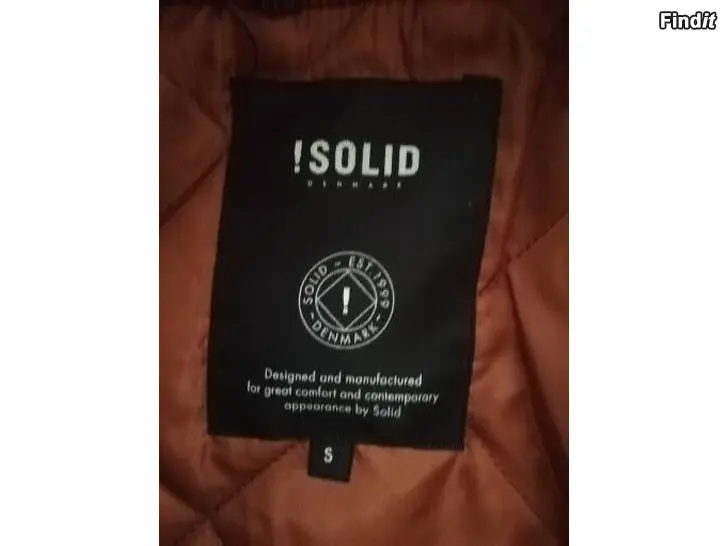 Findit
!SOLID
DENMARK
SOLID - EST. 1999
- DENMARK -
!
Designed and manufactured
for great comfort and contemporary
appearance by Solid
S